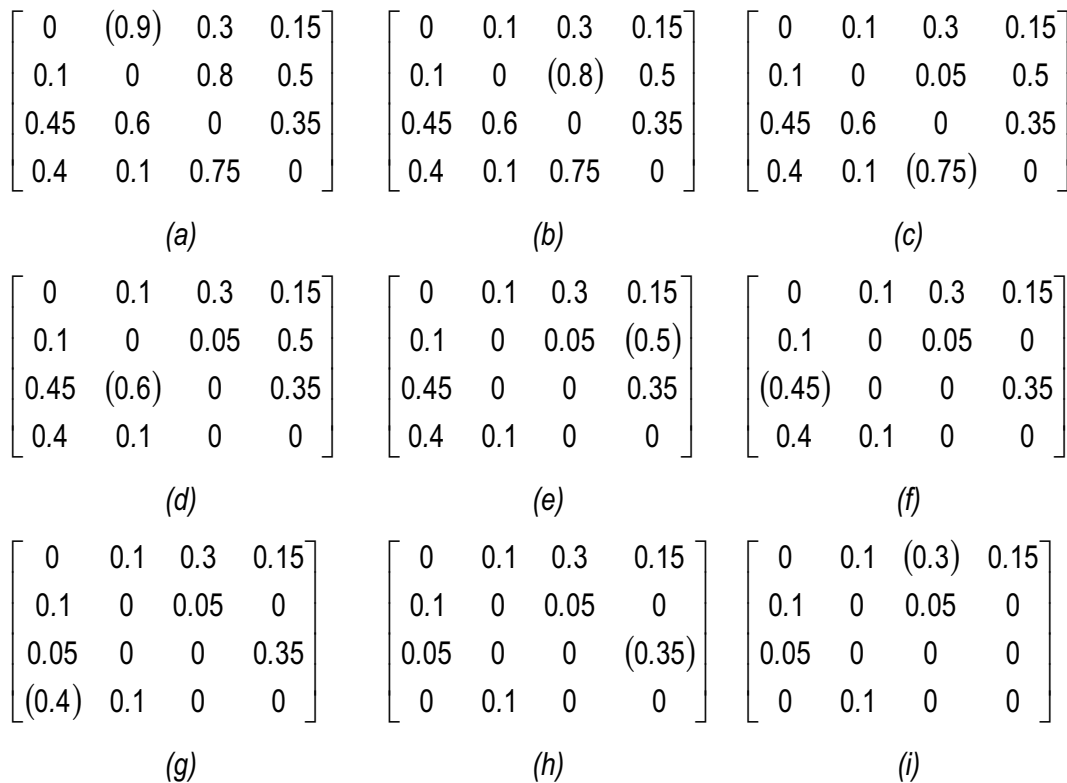 0 (0.9) 0.3 0.15 0 0.1 0.3 0.15 0 0.1 0.3 0.15
0.1 0 0.8 0.5 0.1 0 (0.8) 0.5 0.1 0 0.05 0.5
0.45 0.6 0 0.35 0.45 0.6 0 0.35 0.45 0.6 0 0.35
0.4 0.1 0.75 0 0.4 0.1 0.75 0 0.4 0.1 (0.75) 0
(a) (b) (c)
0 0.1 0.3 0.15 0 0.1 0.3 0.15 0 0.1 0.3 0.15
0.1 0 0.05 0.5 0.1 0 0.05 (0.5) 0.1 0 0.05 0
0.45 (0.6) 0 0.35 0.45 0 0 0.35 (0.45) 0 0 0.35
0.4 0.1 0 0 0.4 0.1 0 0 0.4 0.1 0 0
(d) (e) (f)
0 0.1 0.3 0.15 0 0.1 0.3 0.15 0 0.1 (0.3) 0.15
0.1 0 0.05 0 0.1 0 0.05 0 0.1 0 0.05 0
0.05 0 0 0.35 0.05 0 0 (0.35) 0.05 0 0 0
(0.4) 0.1 0 0 0 0.1 0 0 0 0.1 0 0
(g) (h) (i)